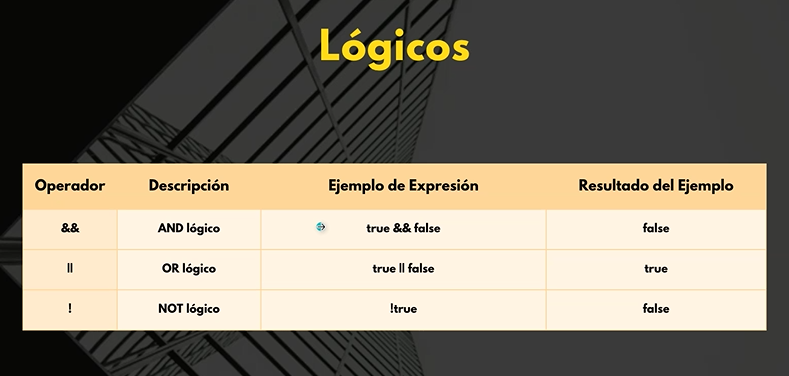 Lógicos
Operador Descripción Ejemplo de Expresión Resultado del Ejemplo
&& AND lógico true && false false
|| OR lógico true || false true
! NOT lógico !true false